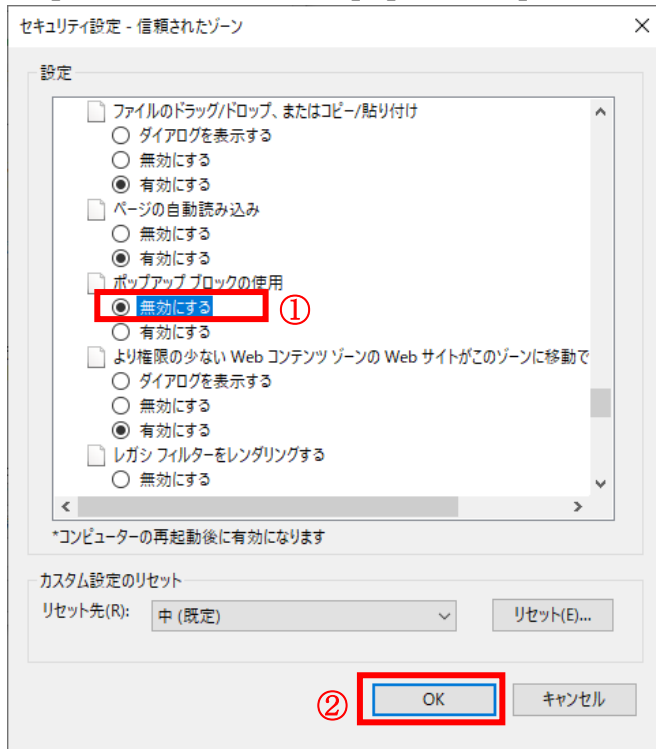 セキュリティ設定 - 信頼されたゾーン
設定
ファイルのドラッグ/ドロップ、またはコピー/貼り付け
ダイアログを表示する
無効にする
有効にする
ページの自動読み込み
無効にする
有効にする
ポップアップ ブロックの使用
無効にする ①
有効にする
より権限の少ない Web コンテンツ ゾーンの Web サイトがこのゾーンに移動で
ダイアログを表示する
無効にする
有効にする
レガシ フィルターをレンダリングする
無効にする
*コンピューターの再起動後に有効になります
カスタム設定のリセット
リセット先(R): 中 (既定) リセット(E)...
② OK キャンセル